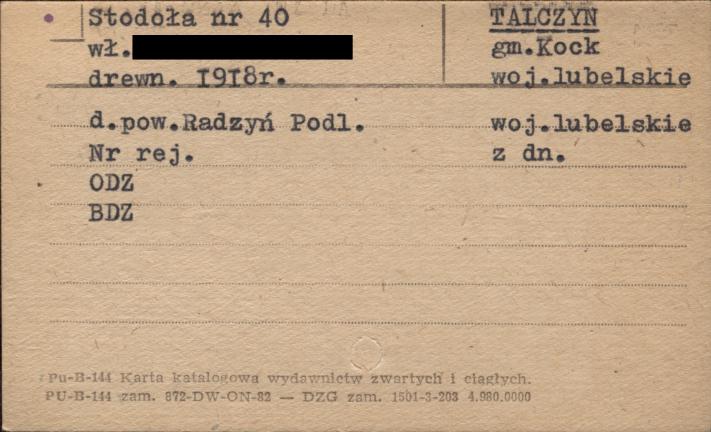 Stodoła nr 40 TALCZYN
wł. gm.Kock
drewn. 1918r. woj.lubelskie
d.pow.Radzyń Podl. woj.lubelskie
Nr rej. z dn.
ODZ
BDZ
Pu-B-144 Karta katalogowa wydawnictw zwartych i ciągłych.
PU-B-144 zam. 872-DW-ON-82 — DZG zam. 1501-3-203 4.980.0000